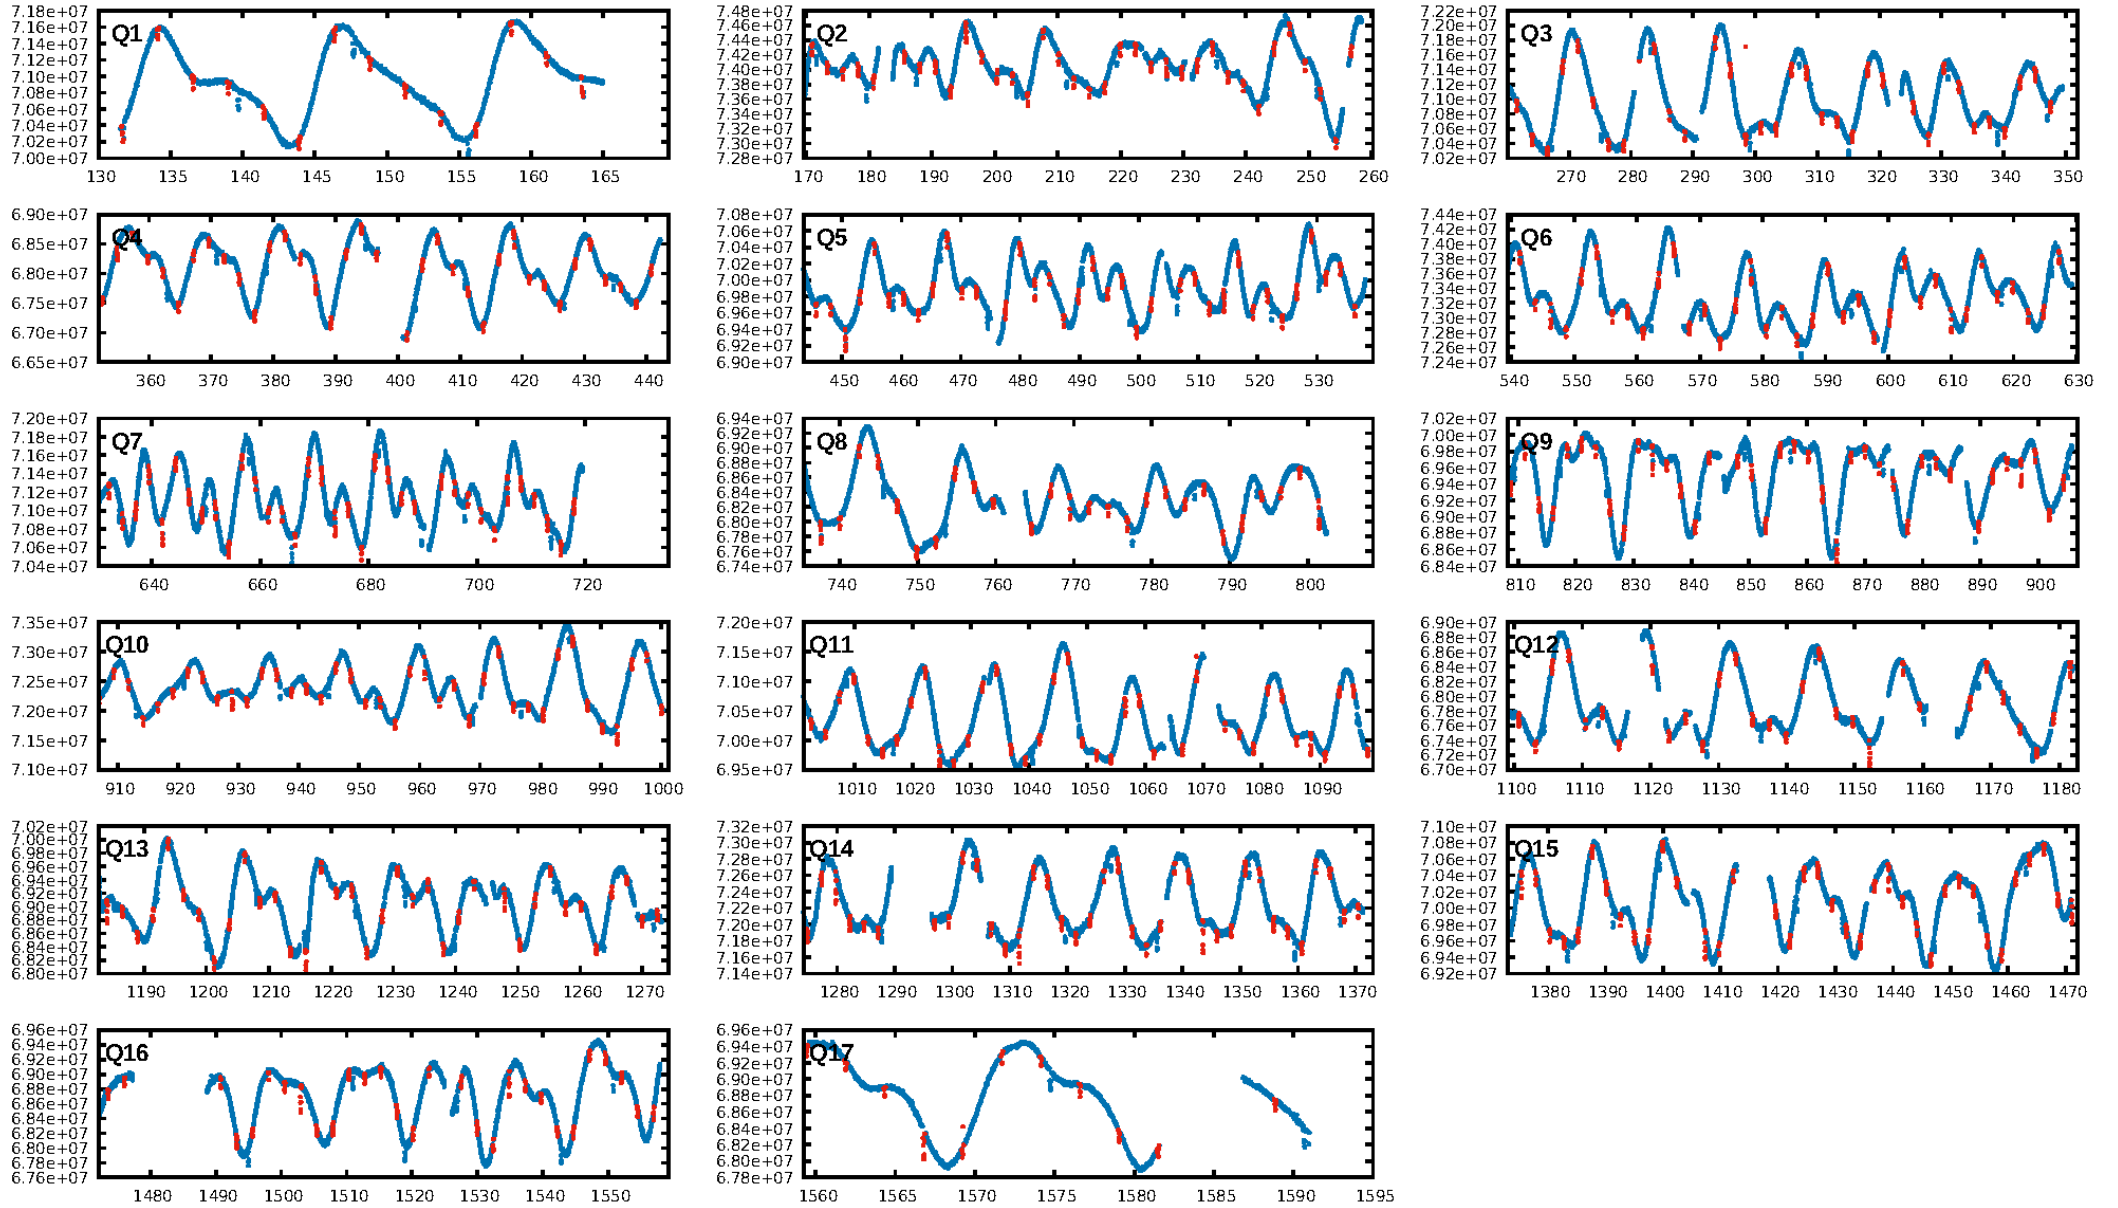 7.18e+07
7.16e+07
7.14e+07
7.12e+07
7.10e+07
7.08e+07
7.06e+07
7.04e+07
7.02e+07
7.00e+07
Q1
130 135 140 145 150 155 160 165
7.48e+07
7.46e+07
7.44e+07
7.42e+07
7.40e+07
7.38e+07
7.36e+07
7.34e+07
7.32e+07
7.30e+07
7.28e+07
Q2
170 180 190 200 210 220 230 240 250 260
7.22e+07
7.20e+07
7.18e+07
7.16e+07
7.14e+07
7.12e+07
7.10e+07
7.08e+07
7.06e+07
7.04e+07
7.02e+07
Q3
270 280 290 300 310 320 330 340 350
6.90e+07
6.85e+07
6.80e+07
6.75e+07
6.70e+07
6.65e+07
Q4
360 370 380 390 400 410 420 430 440
7.08e+07
7.06e+07
7.04e+07
7.02e+07
7.00e+07
6.98e+07
6.96e+07
6.94e+07
6.92e+07
6.90e+07
Q5
450 460 470 480 490 500 510 520 530
7.44e+07
7.42e+07
7.40e+07
7.38e+07
7.36e+07
7.34e+07
7.32e+07
7.30e+07
7.28e+07
7.26e+07
7.24e+07
Q6
540 550 560 570 580 590 600 610 620 630
7.20e+07
7.18e+07
7.16e+07
7.14e+07
7.12e+07
7.10e+07
7.08e+07
7.06e+07
7.04e+07
Q7
640 660 680 700 720
6.94e+07
6.92e+07
6.90e+07
6.88e+07
6.86e+07
6.84e+07
6.82e+07
6.80e+07
6.78e+07
6.76e+07
6.74e+07
Q8
740 750 760 770 780 790 800
7.02e+07
7.00e+07
6.98e+07
6.96e+07
6.94e+07
6.92e+07
6.90e+07
6.88e+07
6.86e+07
6.84e+07
Q9
810 820 830 840 850 860 870 880 890 900
7.35e+07
7.30e+07
7.25e+07
7.20e+07
7.15e+07
7.10e+07
Q10
910 920 930 940 950 960 970 980 990 1000
7.20e+07
7.15e+07
7.10e+07
7.05e+07
7.00e+07
6.95e+07
Q11
1010 1020 1030 1040 1050 1060 1070 1080 1090
6.90e+07
6.88e+07
6.86e+07
6.84e+07
6.82e+07
6.80e+07
6.78e+07
6.76e+07
6.74e+07
6.72e+07
6.70e+07
Q12
1100 1110 1120 1130 1140 1150 1160 1170 1180
7.02e+07
7.00e+07
6.98e+07
6.96e+07
6.94e+07
6.92e+07
6.90e+07
6.88e+07
6.86e+07
6.84e+07
6.82e+07
6.80e+07
Q13
1190 1200 1210 1220 1230 1240 1250 1260 1270
7.32e+07
7.30e+07
7.28e+07
7.26e+07
7.24e+07
7.22e+07
7.20e+07
7.18e+07
7.16e+07
7.14e+07
Q14
1280 1290 1300 1310 1320 1330 1340 1350 1360 1370
7.10e+07
7.08e+07
7.06e+07
7.04e+07
7.02e+07
7.00e+07
6.98e+07
6.96e+07
6.94e+07
6.92e+07
Q15
1380 1390 1400 1410 1420 1430 1440 1450 1460 1470
6.96e+07
6.94e+07
6.92e+07
6.90e+07
6.88e+07
6.86e+07
6.84e+07
6.82e+07
6.80e+07
6.78e+07
6.76e+07
Q16
1480 1490 1500 1510 1520 1530 1540 1550
6.96e+07
6.94e+07
6.92e+07
6.90e+07
6.88e+07
6.86e+07
6.84e+07
6.82e+07
6.80e+07
6.78e+07
Q17
1560 1565 1570 1575 1580 1585 1590 1595